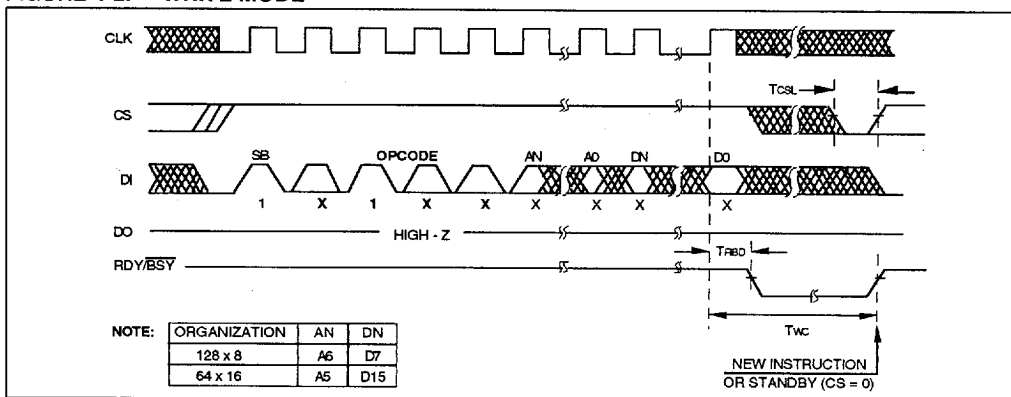 CLK
TCSL
CS
SB OPCODE AN A0 DN D0
DI
1 X 1 X X X X X X
DO HIGH - Z
TRBD
RDY/BSY
TWC
NOTE: ORGANIZATION AN DN
128 x 8 A6 D7
64 x 16 A5 D15
NEW INSTRUCTION
OR STANDBY (CS = 0)